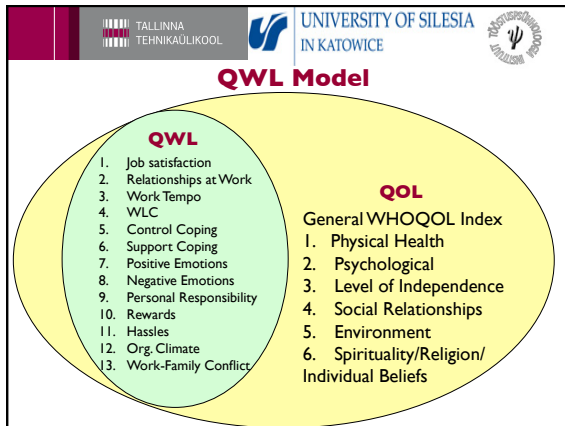 TALLINNA
TEHNIKAÜLIKOOL
UNIVERSITY OF SILESIA
IN KATOWICE
TÖÖSTUSPSÜHHOLOOGIA INSTITUUT
QWL Model
QWL
1. Job satisfaction
2. Relationships at Work
3. Work Tempo
4. WLC
5. Control Coping
6. Support Coping
7. Positive Emotions
8. Negative Emotions
9. Personal Responsibility
10. Rewards
11. Hassles
12. Org. Climate
13. Work-Family Conflict
QOL
General WHOQOL Index
1. Physical Health
2. Psychological
3. Level of Independence
4. Social Relationships
5. Environment
6. Spirituality/Religion/
Individual Beliefs